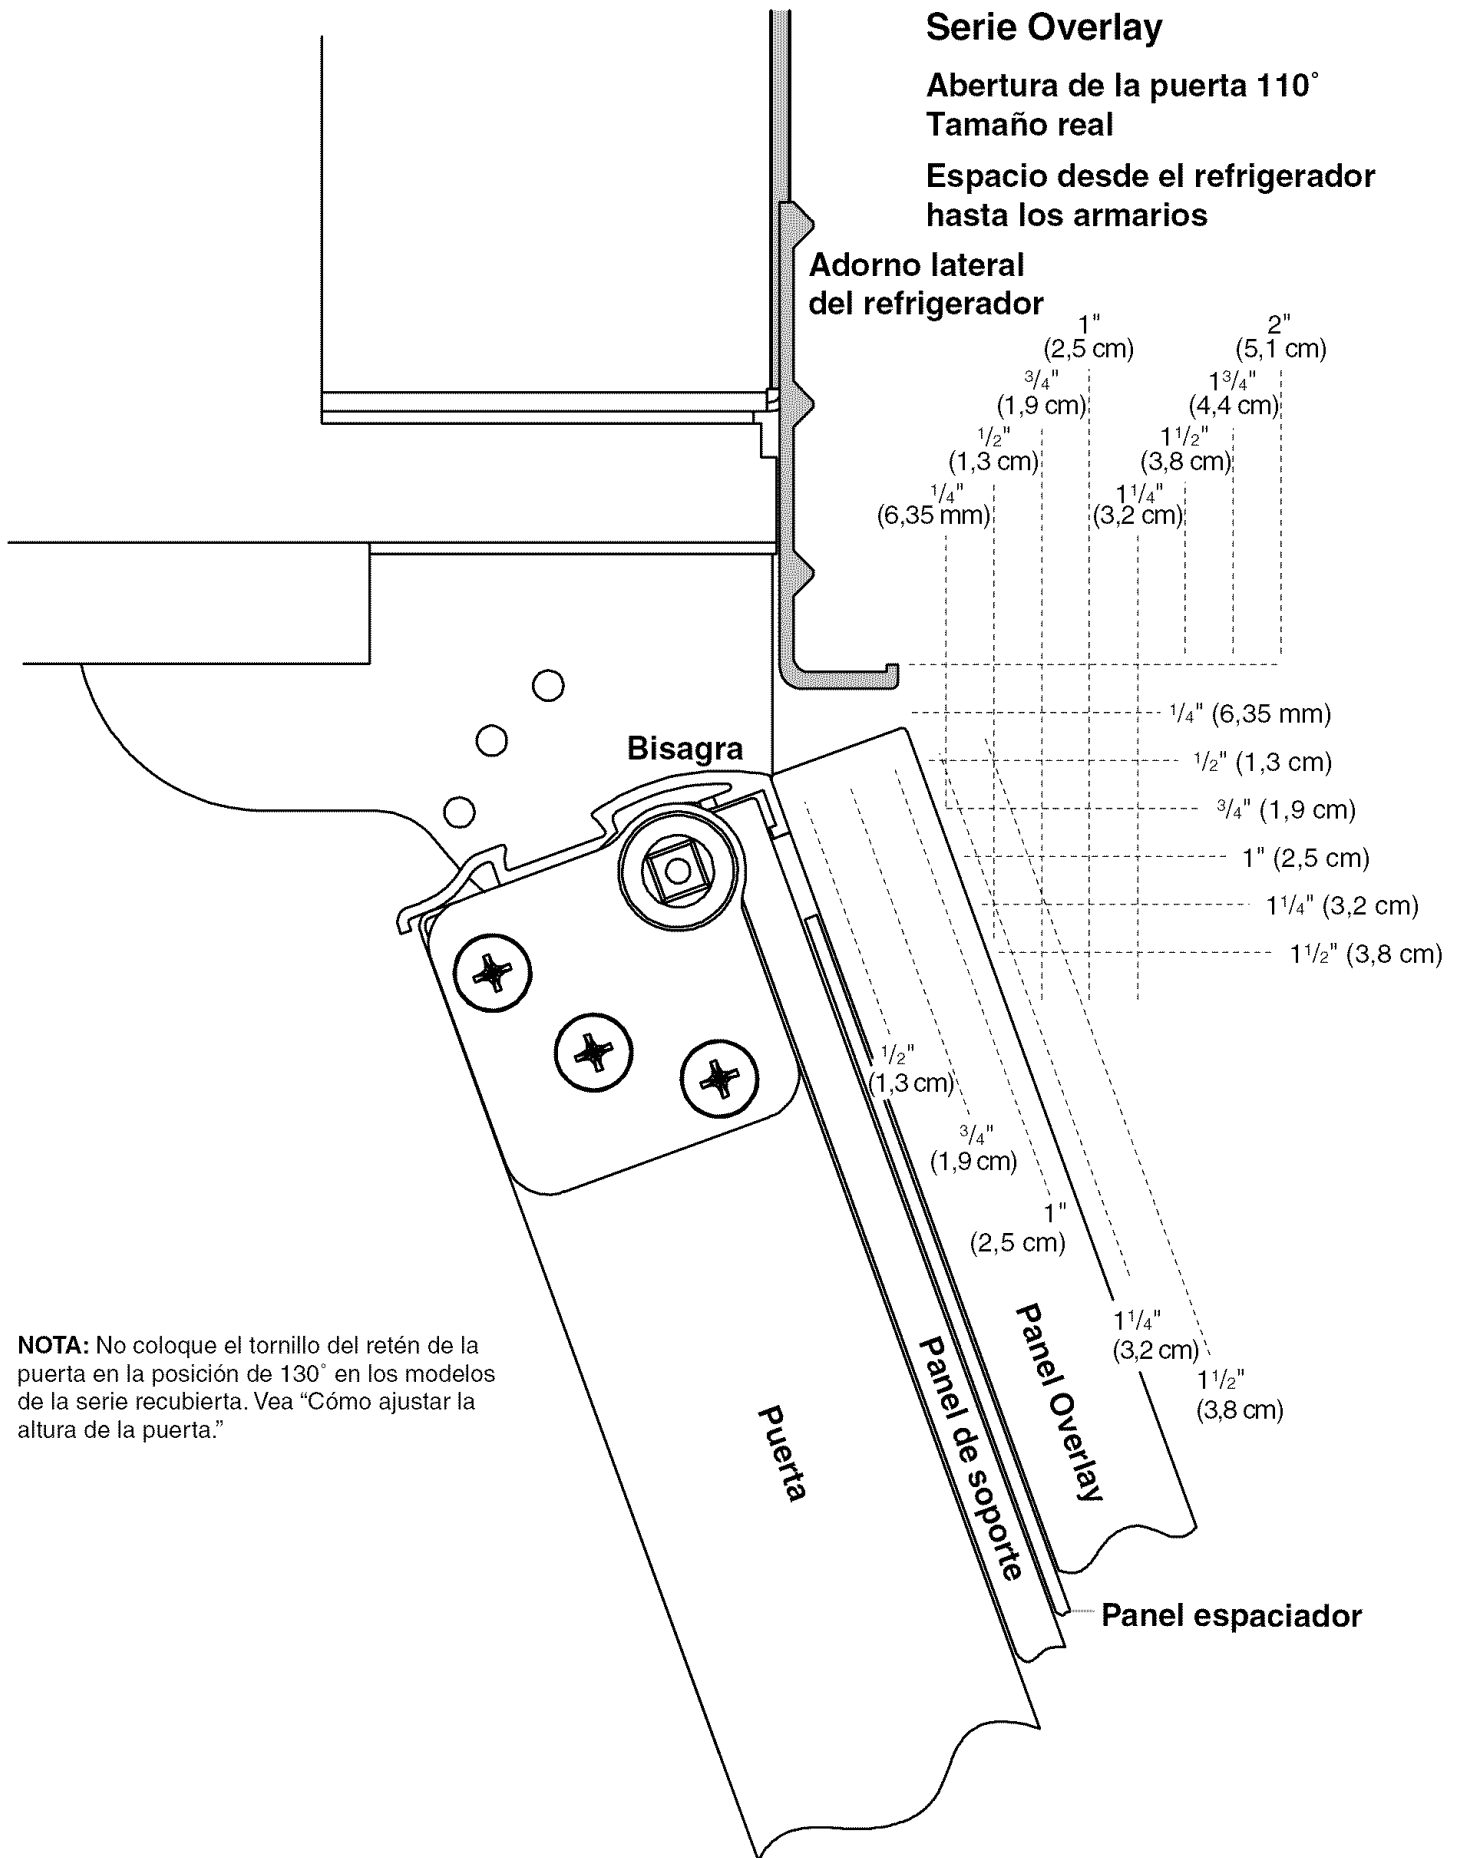 Serie Overlay
Abertura de la puerta 110°
Tamaño real
Espacio desde el refrigerador
hasta los armarios
Adorno lateral
del refrigerador
1"
(2,5 cm)
2"
(5,1 cm)
3/4"
(1,9 cm)
1 3/4"
(4,4 cm)
1/2"
(1,3 cm)
1 1/2"
(3,8 cm)
1/4"
(6,35 mm)
1 1/4"
(3,2 cm)
1/4" (6,35 mm)
Bisagra
1/2" (1,3 cm)
3/4" (1,9 cm)
1" (2,5 cm)
1 1/4" (3,2 cm)
1 1/2" (3,8 cm)
1/2"
(1,3 cm)
3/4"
(1,9 cm)
1"
(2,5 cm)
1 1/4"
(3,2 cm)
1 1/2"
(3,8 cm)
NOTA: No coloque el tornillo del retén de la
puerta en la posición de 130° en los modelos
de la serie recubierta. Vea “Cómo ajustar la
altura de la puerta.”
Puerta
Panel de soporte
Panel Overlay
Panel espaciador